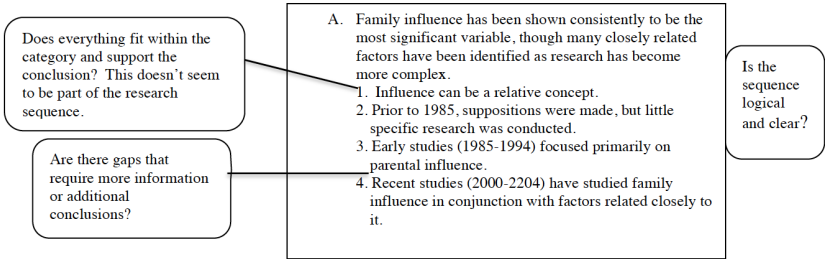 Does everything fit within the
category and support the
conclusion? This doesn't seem
to be part of the research
sequence.
Are there gaps that
require more information
or additional
conclusions?
A. Family influence has been shown consistently to be the
most significant variable, though many closely related
factors have been identified as research has become
more complex.
1. Influence can be a relative concept.
2. Prior to 1985, suppositions were made, but little
specific research was conducted.
3. Early studies (1985-1994) focused primarily on
parental influence.
4. Recent studies (2000-2204) have studied family
influence in conjunction with factors related closely to
it.
Is the
sequence
logical
and clear?